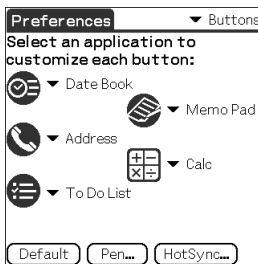 Preferences ▼ Buttons
Select an application to
customize each button:
▼ Date Book
▼ Memo Pad
▼ Address
▼ Calc
▼ To Do List
Default Pen... HotSync...